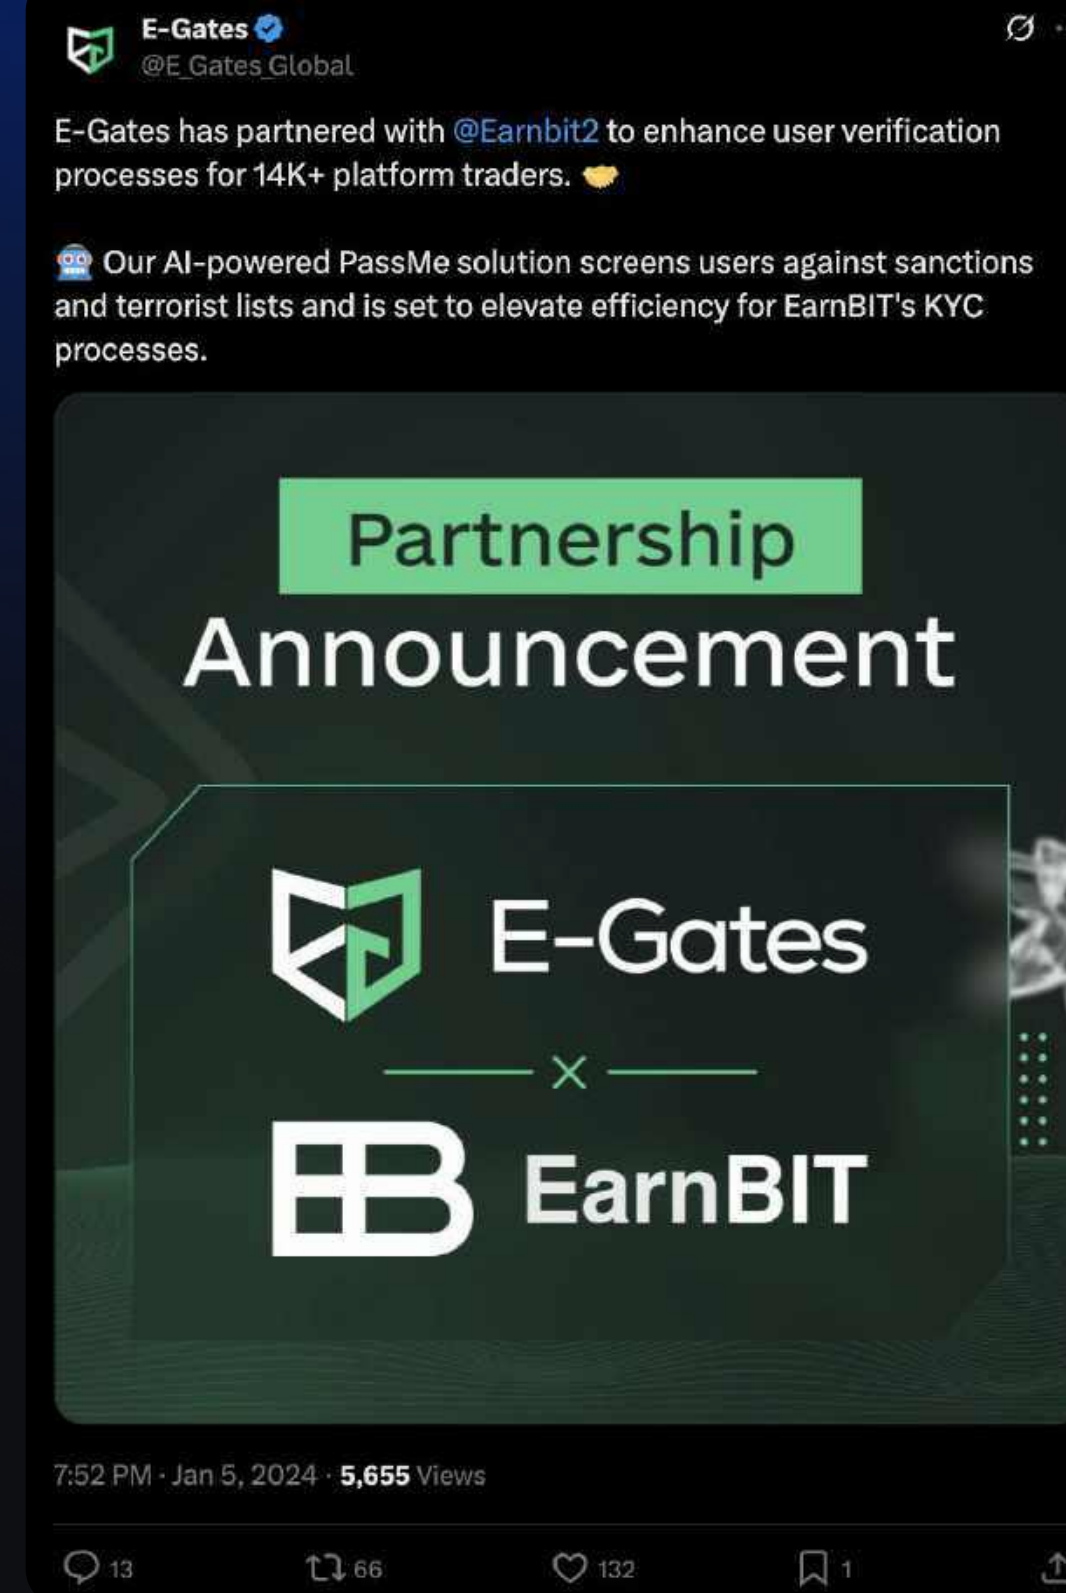 E-Gates
@E_Gates_Global
E-Gates has partnered with @Earnbit2 to enhance user verification
processes for 14K+ platform traders. 🤝
🤖 Our AI-powered PassMe solution screens users against sanctions
and terrorist lists and is set to elevate efficiency for EarnBIT's KYC
processes.
Partnership
Announcement
E-Gates
X
EarnBIT
7:52 PM · Jan 5, 2024 · 5,655 Views
13 66 132 1